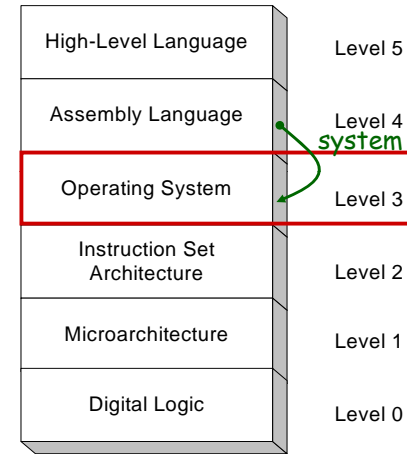 High-Level Language Level 5
Assembly Language Level 4
system
Operating System Level 3
Instruction Set
Architecture Level 2
Microarchitecture Level 1
Digital Logic Level 0